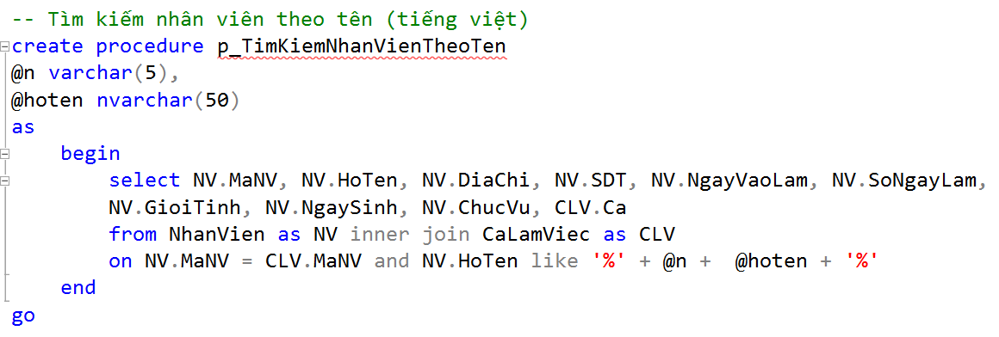 -- Tìm kiếm nhân viên theo tên (tiếng việt)
create procedure p_TimKiemNhanVienTheoTen
@n varchar(5),
@hoten nvarchar(50)
as
begin
select NV.MaNV, NV.HoTen, NV.DiaChi, NV.SDT, NV.NgayVaoLam, NV.SoNgayLam,
NV.GioiTinh, NV.NgaySinh, NV.ChucVu, CLV.Ca
from NhanVien as NV inner join CaLamViec as CLV
on NV.MaNV = CLV.MaNV and NV.HoTen like '%' + @n +  @hoten + '%'
end
go